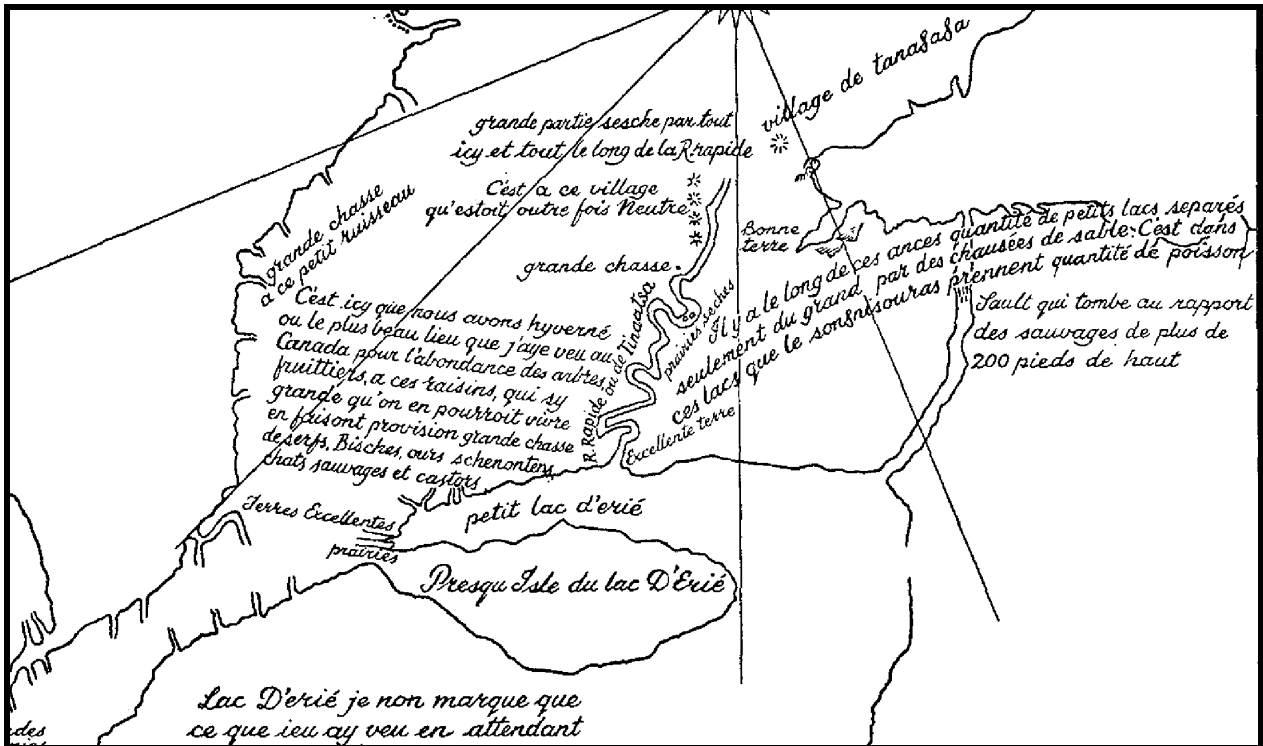 village de tana8a8a
grande partie sesche par tout
icy et tout le long de la R. rapide
C'est a ce village
qu'estoit outre fois Neutre
grande chasse
a ce petit ruisseau
Bonne
terre
grande chasse.
Il y a le long de ces ances quantité de petits lacs separés
seulement du grand par des chausées de sable. C'est dans
ces lacs que le son8nisouras prennent quantité de poisson
prairies seches
R. Rapide ou de Tinaatsa
Excellente terre
Sault qui tombe au rapport
des sauvages de plus de
200 pieds de haut
C'est icy que nous avons hyverné
ou le plus beau lieu que j'aye veu au
Canada pour l'abondance des arbres,
fruittiers, a ces raisins, qui sy
grande qu'on en pourroit vivre
en faisont provision grande chasse
de serfs, Bisches, ours schenontens
chats sauvages et castors
Terres Excellentes
prairies
petit lac d'erié
Presqu Isle du lac D'Erié
Lac D'erié je non marque que
ce que ieu ay veu en attendant